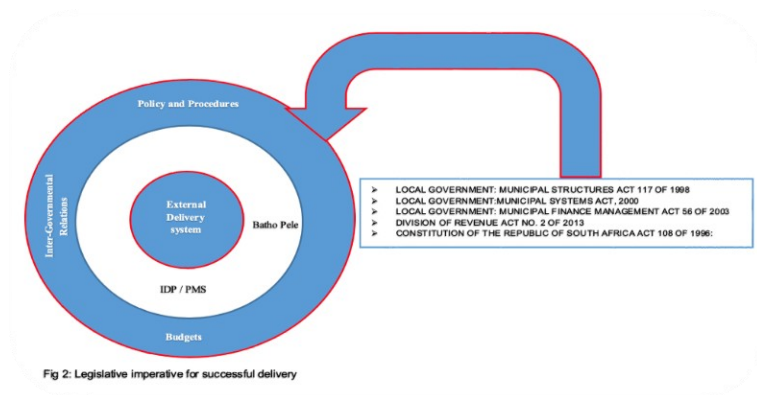 Policy and Procedures
Inter-Governmental
Relations
External
Delivery
system
Batho Pele
IDP / PMS
Budgets
➤ LOCAL GOVERNMENT: MUNICIPAL STRUCTURES ACT 117 OF 1998
➤ LOCAL GOVERNMENT:MUNICIPAL SYSTEMS ACT, 2000
➤ LOCAL GOVERNMENT: MUNICIPAL FINANCE MANAGEMENT ACT 56 OF 2003
➤ DIVISION OF REVENUE ACT NO. 2 OF 2013
➤ CONSTITUTION OF THE REPUBLIC OF SOUTH AFRICA ACT 108 OF 1996:
Fig 2: Legislative imperative for successful delivery